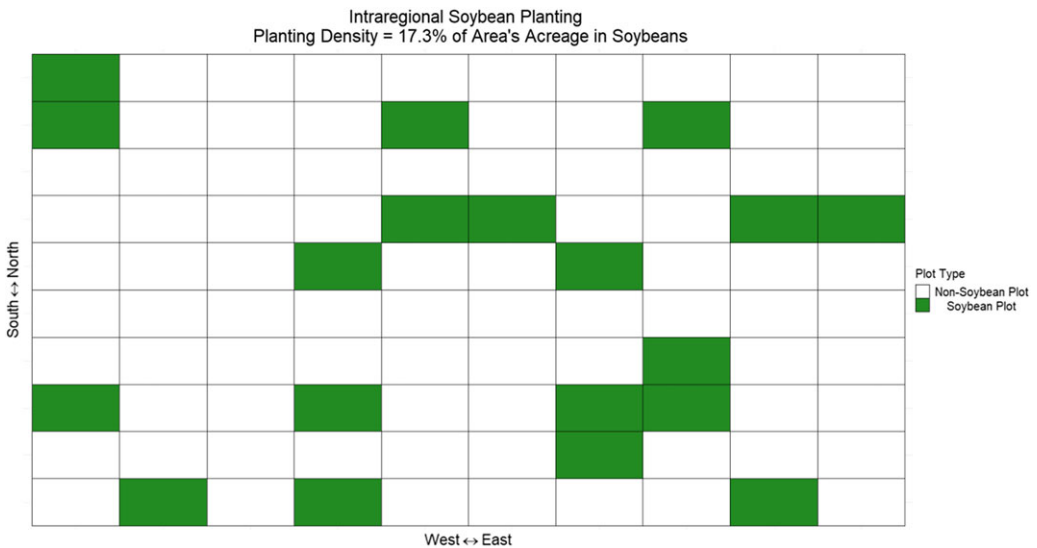 Intraregional Soybean Planting
Planting Density = 17.3% of Area's Acreage in Soybeans
South ↔ North
Plot Type
Non-Soybean Plot
Soybean Plot
West ↔ East